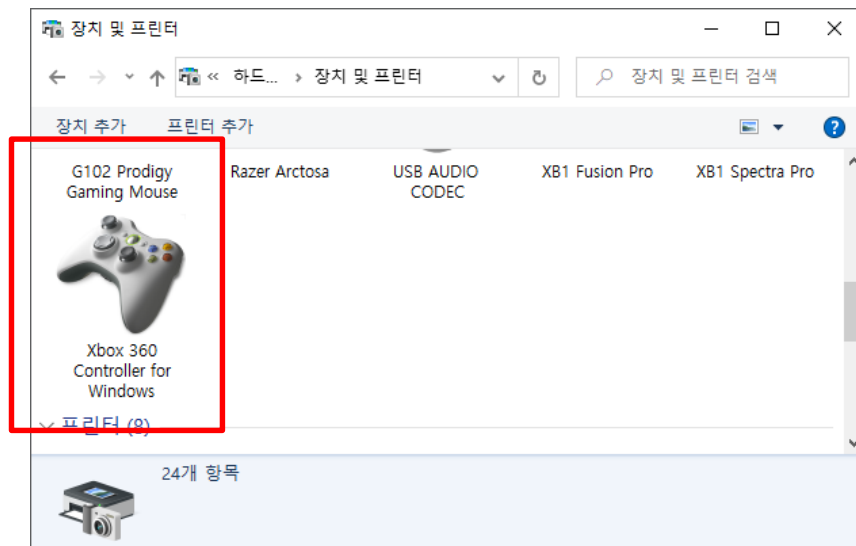 장치 및 프린터
« 하드... › 장치 및 프린터
장치 및 프린터 검색
장치 추가 프린터 추가
G102 Prodigy
Gaming Mouse
Razer Arctosa
USB AUDIO
CODEC
XB1 Fusion Pro
XB1 Spectra Pro
Xbox 360
Controller for
Windows
프린터 (8)
24개 항목